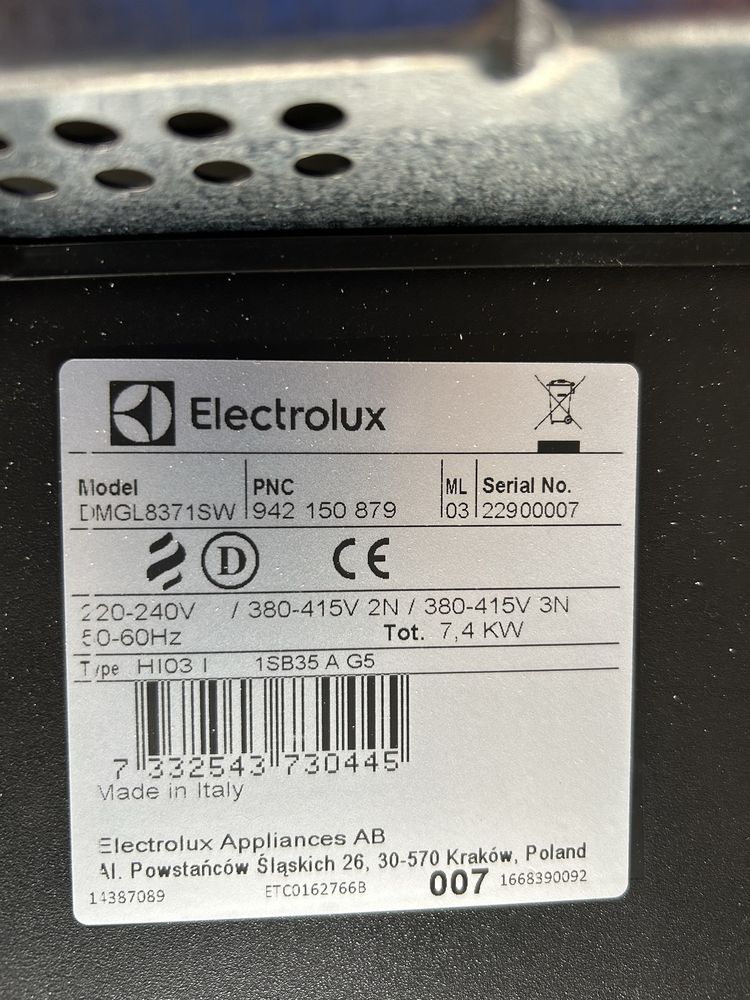 Electrolux
Model PNC ML Serial No.
DMGL8371SW 942 150 879 03 22900007
D CE
220-240V / 380-415V 2N / 380-415V 3N
50-60Hz Tot. 7,4 KW
Type HI03 I 1SB35 A G5
7 332543 730445
Made in Italy
Electrolux Appliances AB
Al. Powstańców Śląskich 26, 30-570 Kraków, Poland
14387089 ETC0162766B 007 1668390092